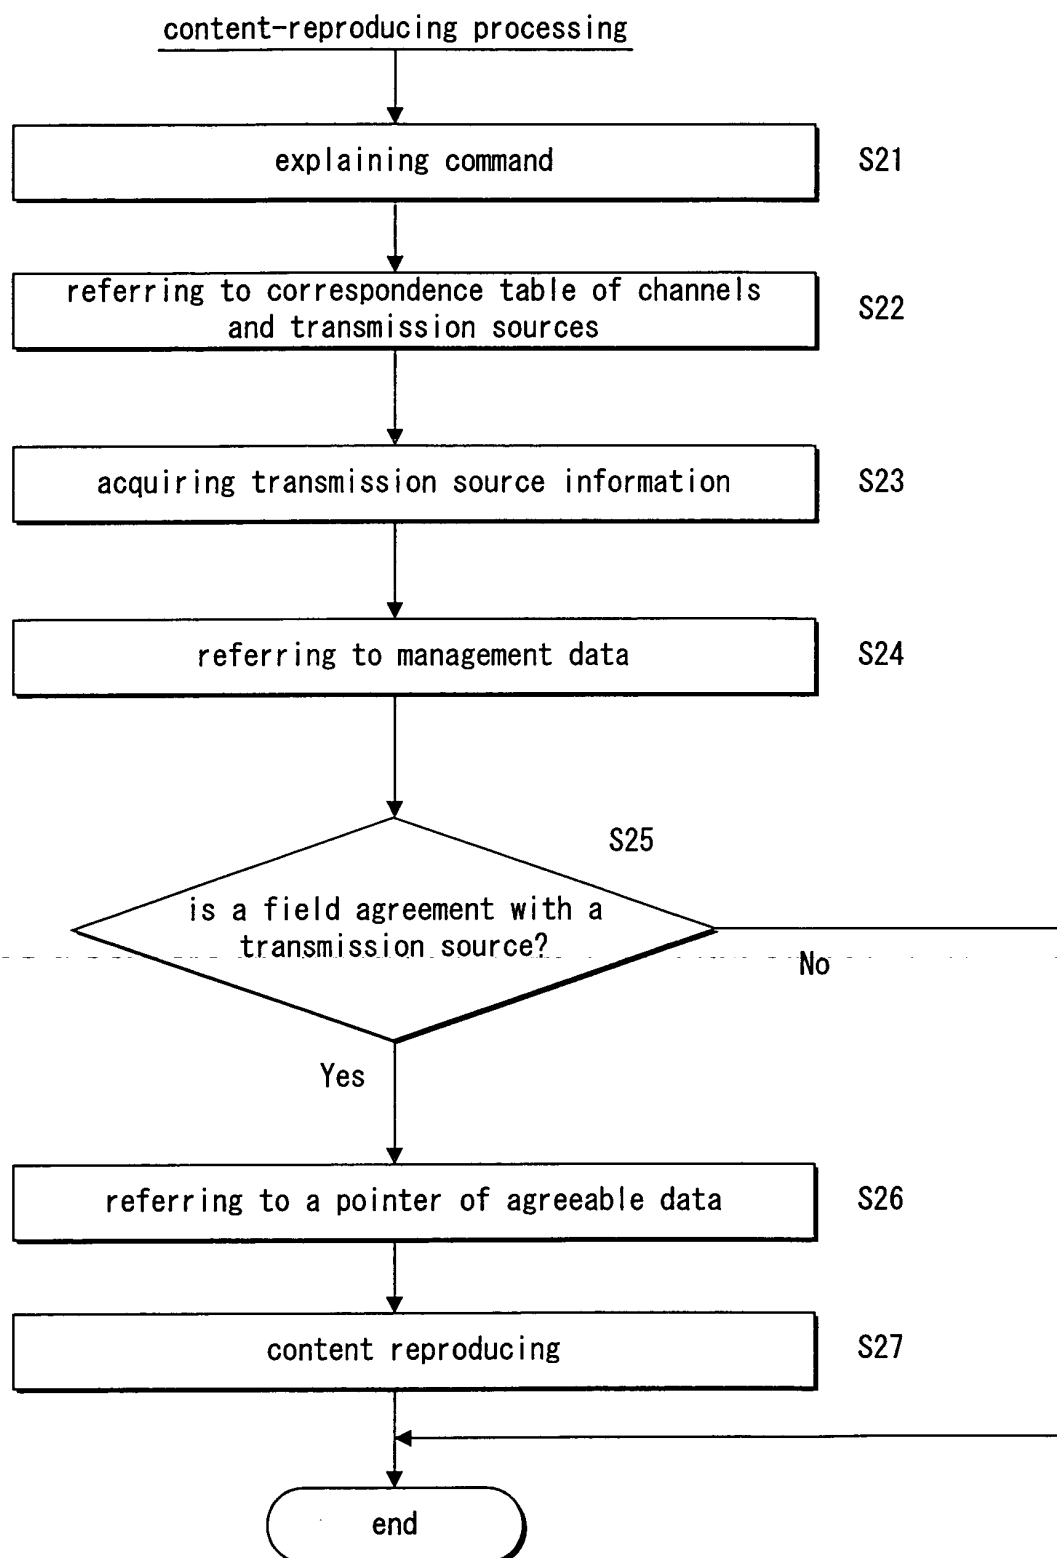 content-reproducing processing
explaining command
S21
referring to correspondence table of channels
and transmission sources
S22
acquiring transmission source information
S23
referring to management data
S24
S25
is a field agreement with a
transmission source?
No
Yes
referring to a pointer of agreeable data
S26
content reproducing
S27
end